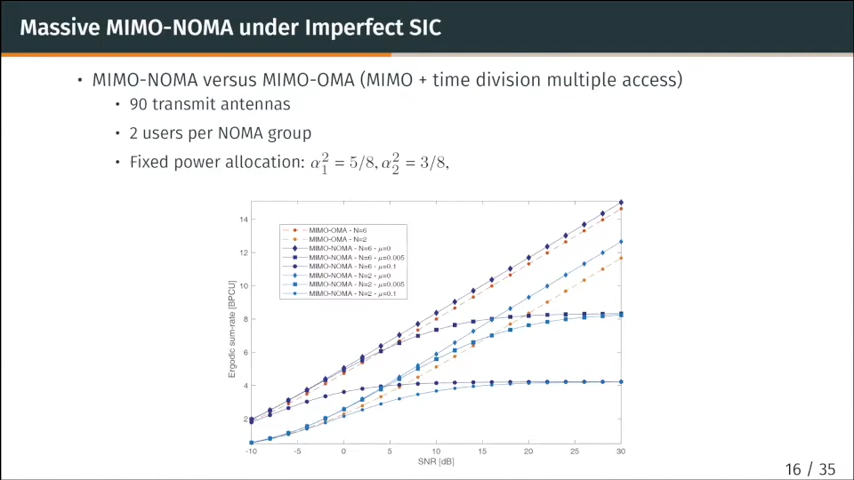 Massive MIMO-NOMA under Imperfect SIC
• MIMO-NOMA versus MIMO-OMA (MIMO + time division multiple access)
• 90 transmit antennas
• 2 users per NOMA group
• Fixed power allocation: α₁² = 5/8, α₂² = 3/8,
MIMO-OMA - N=6
MIMO-OMA - N=2
MIMO-NOMA - N=6 - μ=0
MIMO-NOMA - N=6 - μ=0.005
MIMO-NOMA - N=6 - μ=0.1
MIMO-NOMA - N=2 - μ=0
MIMO-NOMA - N=2 - μ=0.005
MIMO-NOMA - N=2 - μ=0.1
Ergodic sum-rate [BPCU]
14
12
10
8
6
4
2
-10 -5 0 5 10 15 20 25 30
SNR [dB]
16 / 35